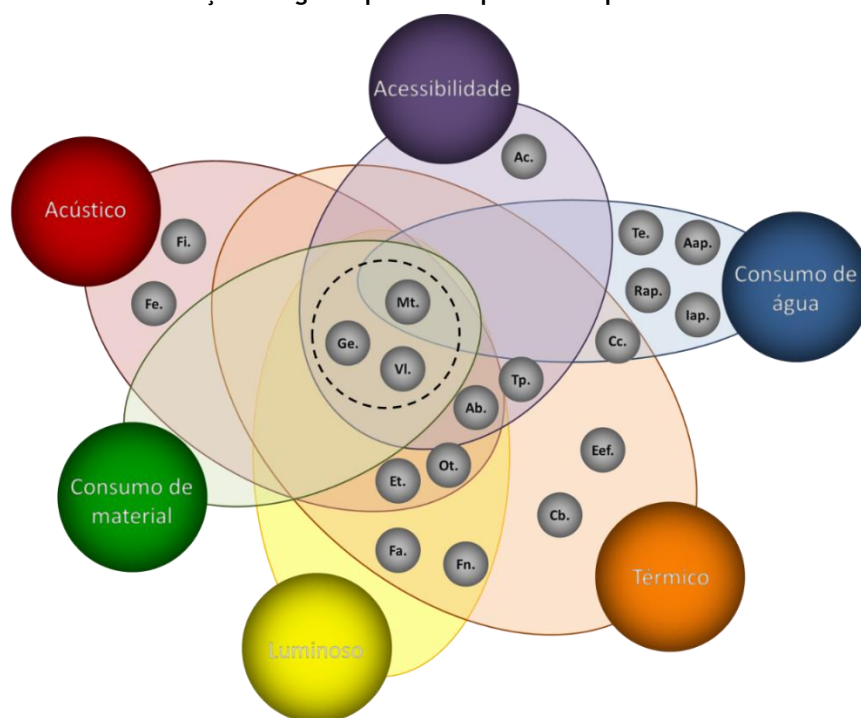 Acessibilidade
Ac.
Acústico
Fi.
Fe.
Te.
Aap.
Rap.
Iap.
Consumo de
água
Cc.
Mt.
Ge.
Vl.
Tp.
Ab.
Ot.
Et.
Eef.
Cb.
Consumo de
material
Fa.
Fn.
Térmico
Luminoso